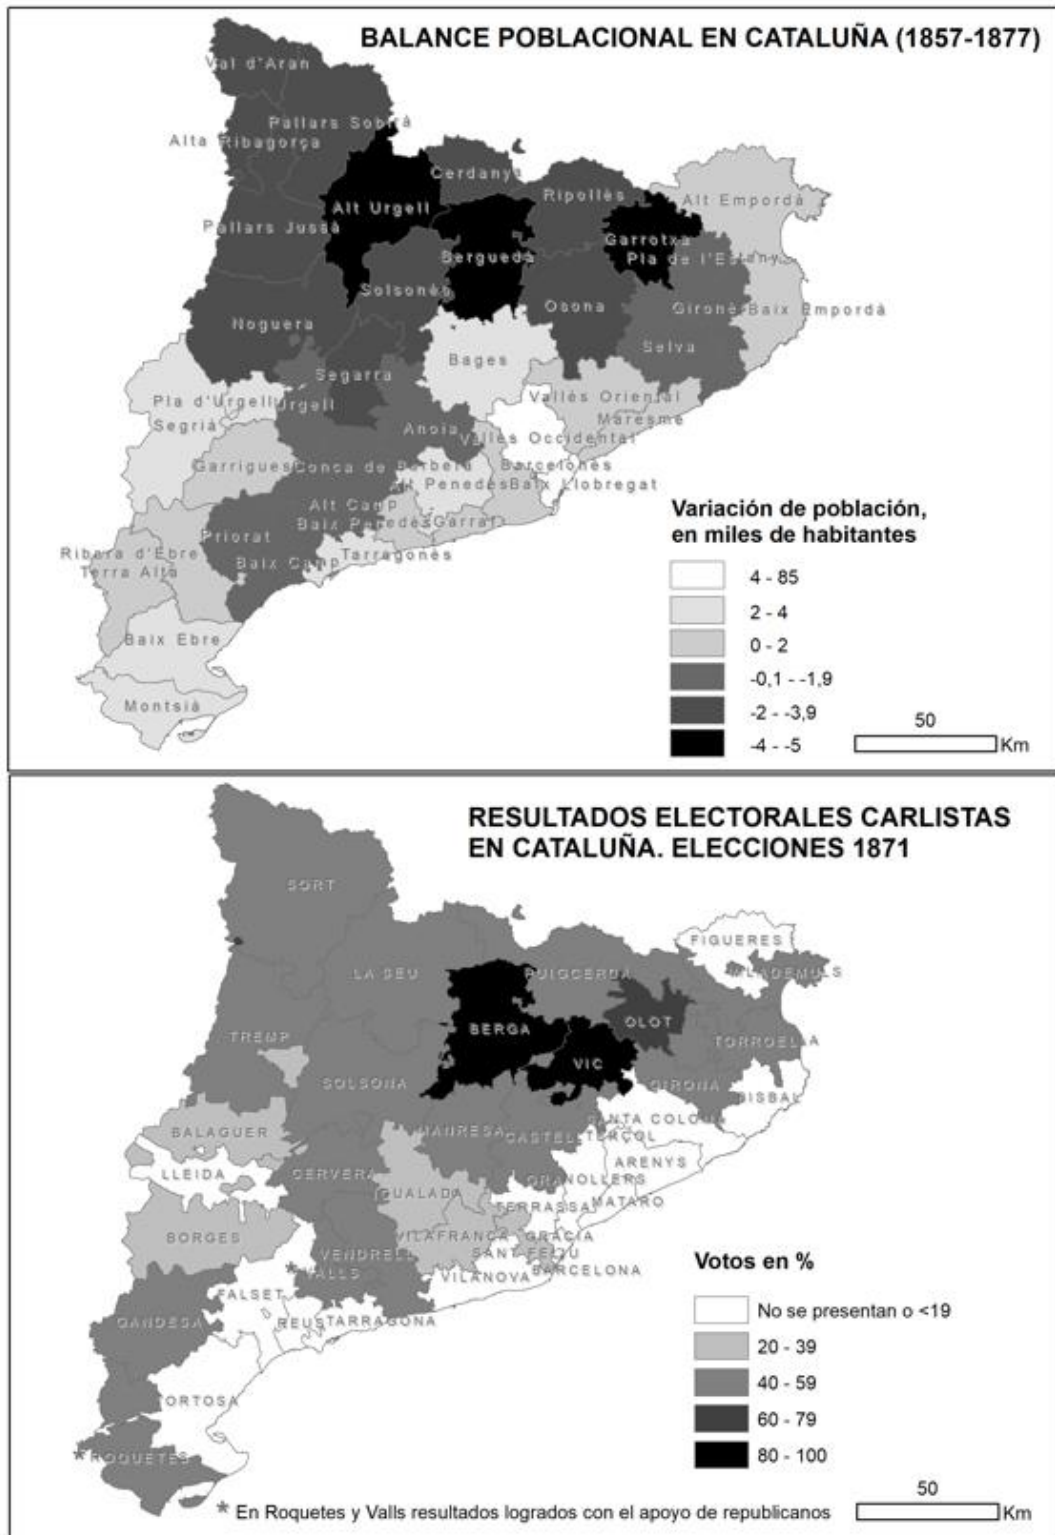 BALANCE POBLACIONAL EN CATALUÑA (1857-1877)
Val d'Aran
Pallars Sobirà
Alta Ribagorça
Cerdanya
Ripollès
Alt Empordà
Alt Urgell
Pallars Jussà
Garrotxa
Berguedà
Pla de l'Estany
Solsonès
Osona
Gironè Baix Empordà
Noguera
Selva
Bages
Segarra
Pla d'Urgell
Urgell
Vallès Oriental
Segrià
Anoia
Maresme
Vallès Occidental
Garrigues
Conca de Barberà
Barcelonès
Alt Penedès
Baix Llobregat
Alt Camp
Baix Penedès
Garraf
Priorat
Ribera d'Ebre
Baix Camp
Tarragonès
Terra Alta
Baix Ebre
Montsià
Variación de población,
en miles de habitantes
4 - 85
2 - 4
0 - 2
-0,1 - -1,9
-2 - -3,9
-4 - -5
50
Km
RESULTADOS ELECTORALES CARLISTAS
EN CATALUÑA. ELECCIONES 1871
SORT
FIGUERES
LA SEU
PUIGCERDA
VILADEMULS
BERGA
OLOT
TREMP
TORROELLA
VIC
SOLSONA
GIRONA
BISBAL
SANTA COLOMA
BALAGUER
MANRESA
CASTELLTERÇOL
LLEIDA
CERVERA
ARENYS
GRANOLLERS
IGUALADA
TERRASSA
MATARO
BORGES
VENDRELL
VILAFRANCA
GRACIA
SANT FELIU
* VALLS
VILANOVA
BARCELONA
FALSET
GANDESA
REUS
TARRAGONA
TORTOSA
* ROQUETES
Votos en %
No se presentan o <19
20 - 39
40 - 59
60 - 79
80 - 100
* En Roquetes y Valls resultados logrados con el apoyo de republicanos
50
Km